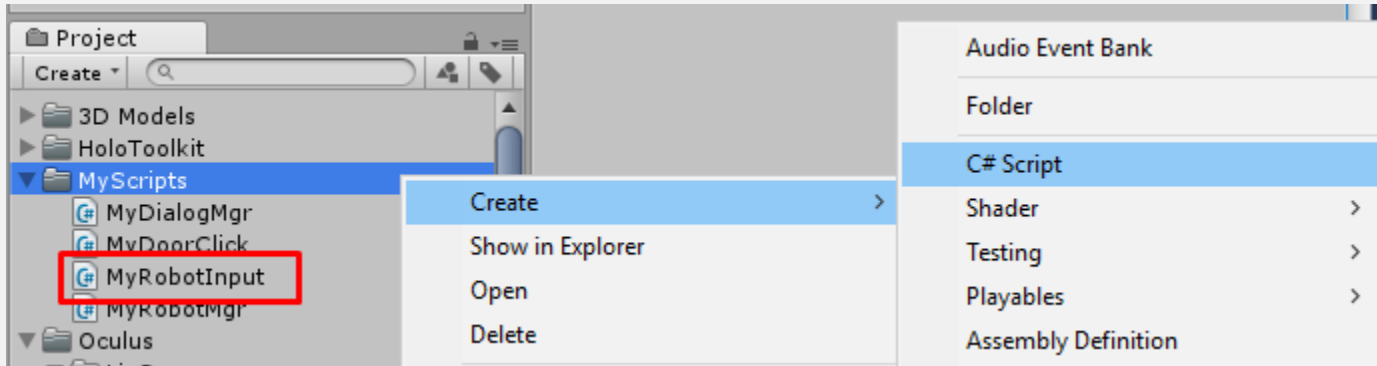 Project
Create
3D Models
HoloToolkit
MyScripts
MyDialogMgr
MyDoorClick
MyRobotInput
MyRobotMgr
Oculus
Create
Show in Explorer
Open
Delete
Audio Event Bank
Folder
C# Script
Shader
Testing
Playables
Assembly Definition